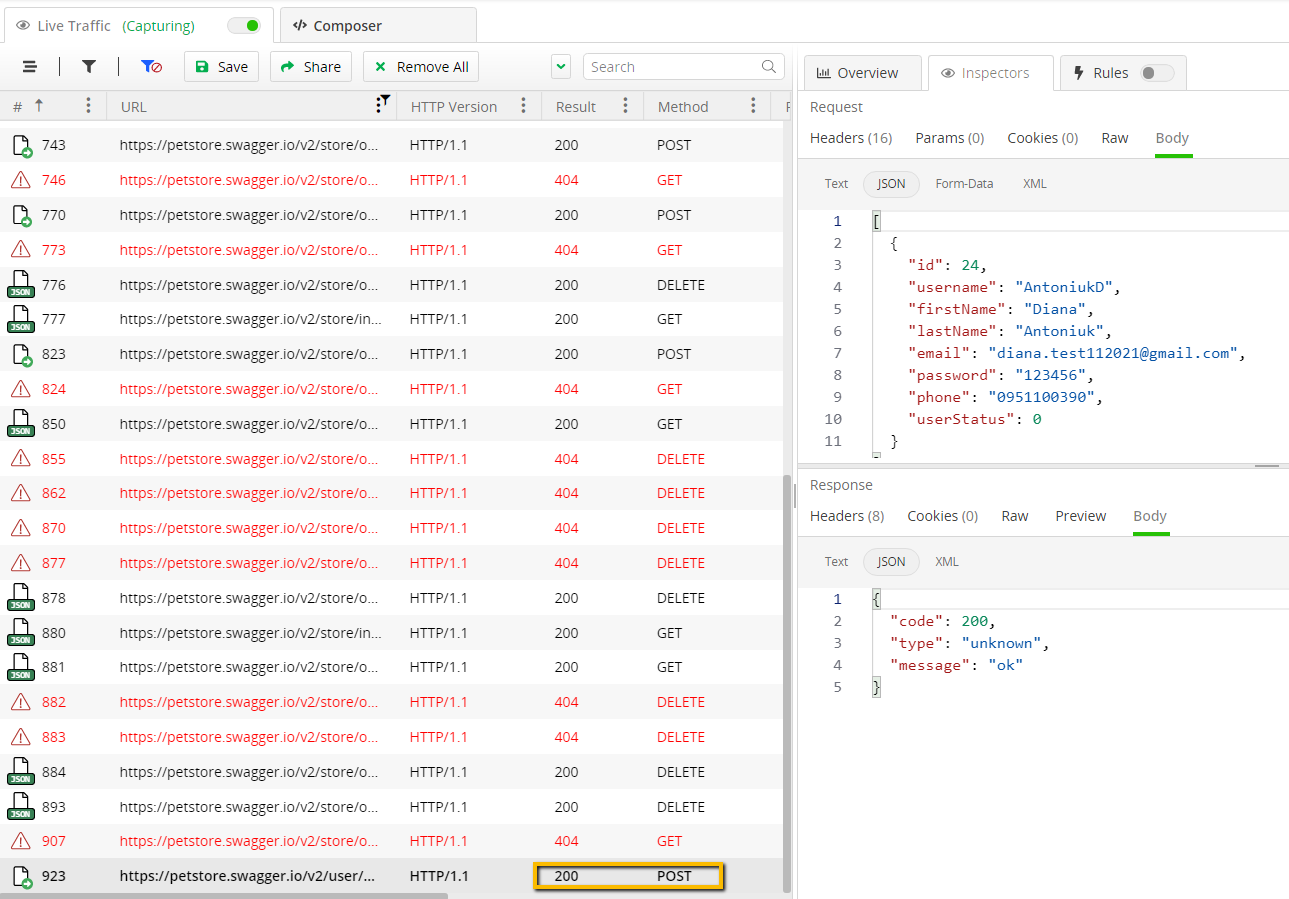 Live Traffic (Capturing)
Composer
Save Share Remove All Search
# URL HTTP Version Result Method
743 https://petstore.swagger.io/v2/store/o... HTTP/1.1 200 POST
746 https://petstore.swagger.io/v2/store/o... HTTP/1.1 404 GET
770 https://petstore.swagger.io/v2/store/o... HTTP/1.1 200 POST
773 https://petstore.swagger.io/v2/store/o... HTTP/1.1 404 GET
JSON 776 https://petstore.swagger.io/v2/store/o... HTTP/1.1 200 DELETE
JSON 777 https://petstore.swagger.io/v2/store/in... HTTP/1.1 200 GET
823 https://petstore.swagger.io/v2/store/o... HTTP/1.1 200 POST
824 https://petstore.swagger.io/v2/store/o... HTTP/1.1 404 GET
JSON 850 https://petstore.swagger.io/v2/store/o... HTTP/1.1 200 GET
855 https://petstore.swagger.io/v2/store/o... HTTP/1.1 404 DELETE
862 https://petstore.swagger.io/v2/store/o... HTTP/1.1 404 DELETE
870 https://petstore.swagger.io/v2/store/o... HTTP/1.1 404 DELETE
877 https://petstore.swagger.io/v2/store/o... HTTP/1.1 404 DELETE
JSON 878 https://petstore.swagger.io/v2/store/o... HTTP/1.1 200 DELETE
JSON 880 https://petstore.swagger.io/v2/store/in... HTTP/1.1 200 GET
JSON 881 https://petstore.swagger.io/v2/store/o... HTTP/1.1 200 GET
882 https://petstore.swagger.io/v2/store/o... HTTP/1.1 404 DELETE
883 https://petstore.swagger.io/v2/store/o... HTTP/1.1 404 DELETE
JSON 884 https://petstore.swagger.io/v2/store/o... HTTP/1.1 200 DELETE
JSON 893 https://petstore.swagger.io/v2/store/o... HTTP/1.1 200 DELETE
907 https://petstore.swagger.io/v2/store/o... HTTP/1.1 404 GET
923 https://petstore.swagger.io/v2/user/... HTTP/1.1 200 POST
Overview Inspectors Rules
Request
Headers (16) Params (0) Cookies (0) Raw Body
Text JSON Form-Data XML
1 [
2 {
3 "id": 24,
4 "username": "AntoniukD",
5 "firstName": "Diana",
6 "lastName": "Antoniuk",
7 "email": "diana.test112021@gmail.com",
8 "password": "123456",
9 "phone": "0951100390",
10 "userStatus": 0
11 }
Response
Headers (8) Cookies (0) Raw Preview Body
Text JSON XML
1 {
2 "code": 200,
3 "type": "unknown",
4 "message": "ok"
5 }